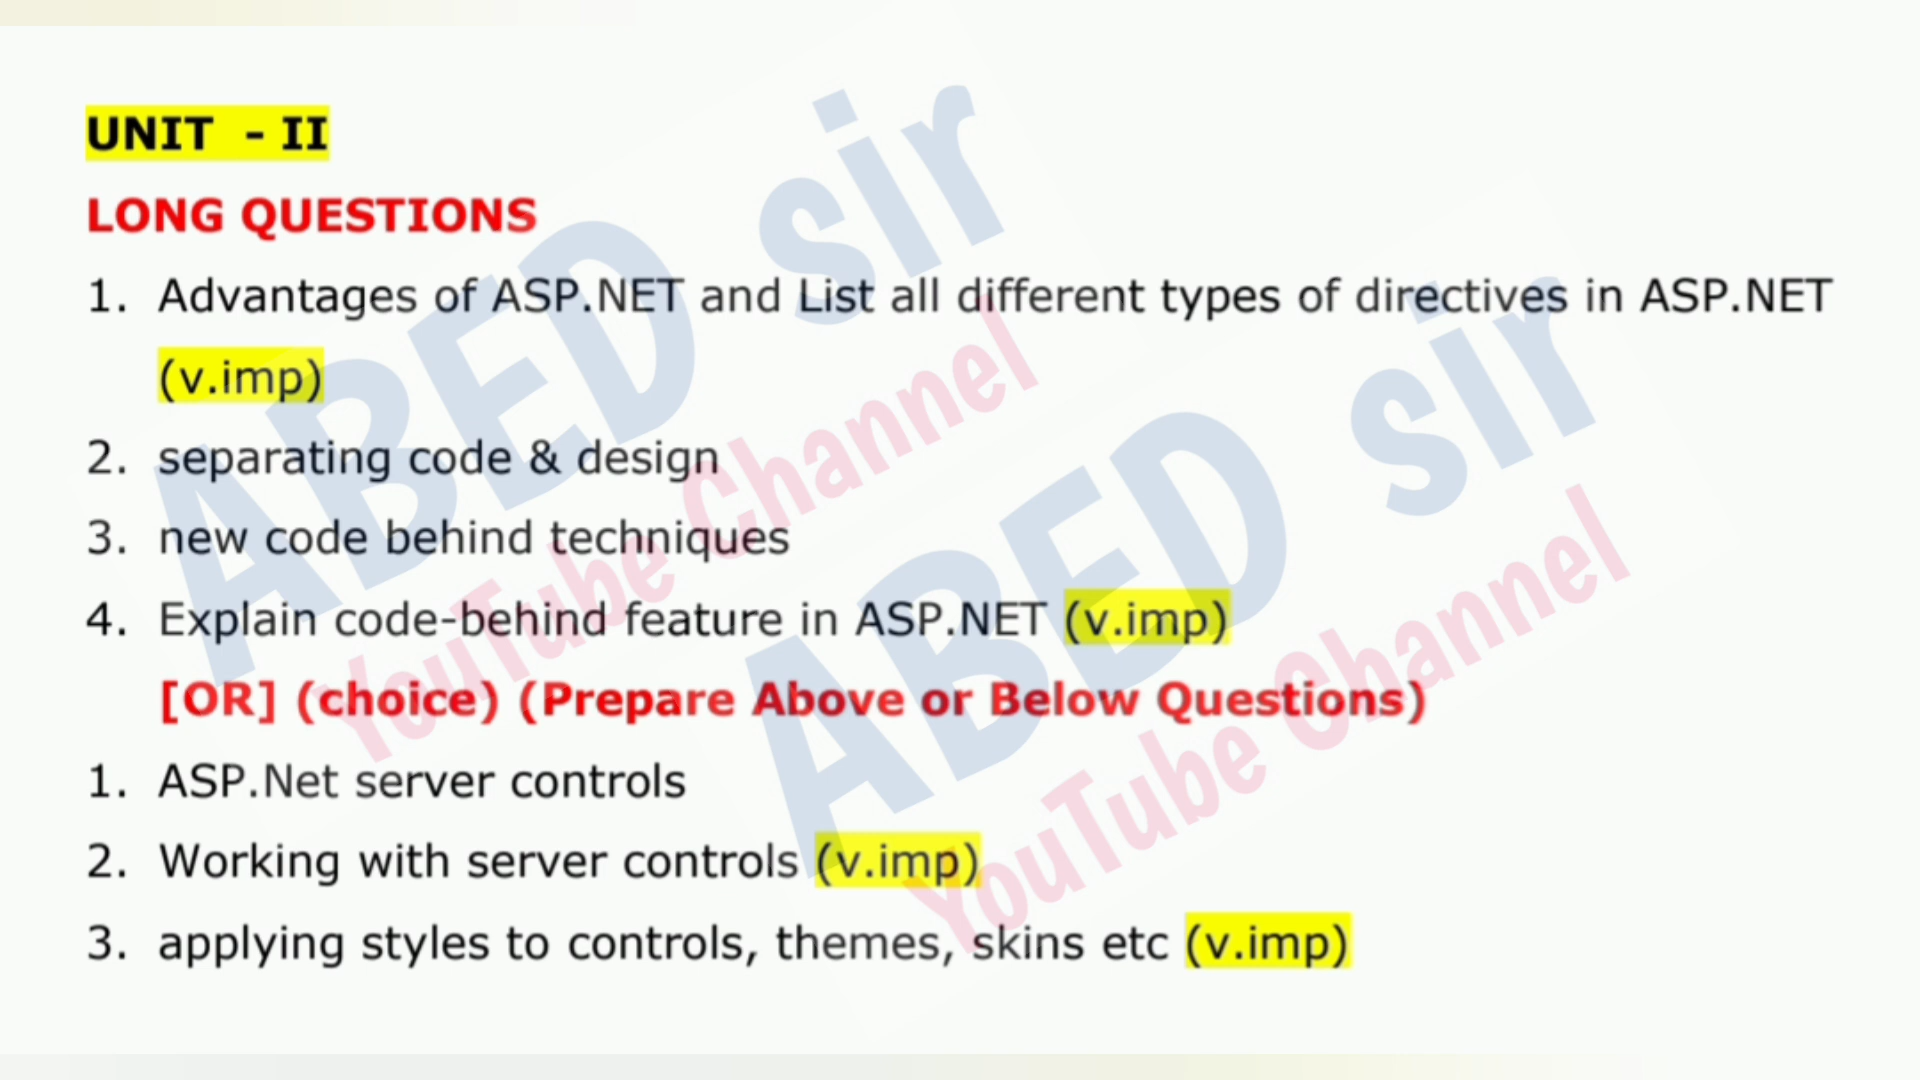 UNIT - II
LONG QUESTIONS
1. Advantages of ASP.NET and List all different types of directives in ASP.NET
(v.imp)
2. separating code & design
3. new code behind techniques
4. Explain code-behind feature in ASP.NET (v.imp)
[OR] (choice) (Prepare Above or Below Questions)
1. ASP.Net server controls
2. Working with server controls (v.imp)
3. applying styles to controls, themes, skins etc (v.imp)
ABED sir
YouTube Channel
ABED sir
YouTube Channel